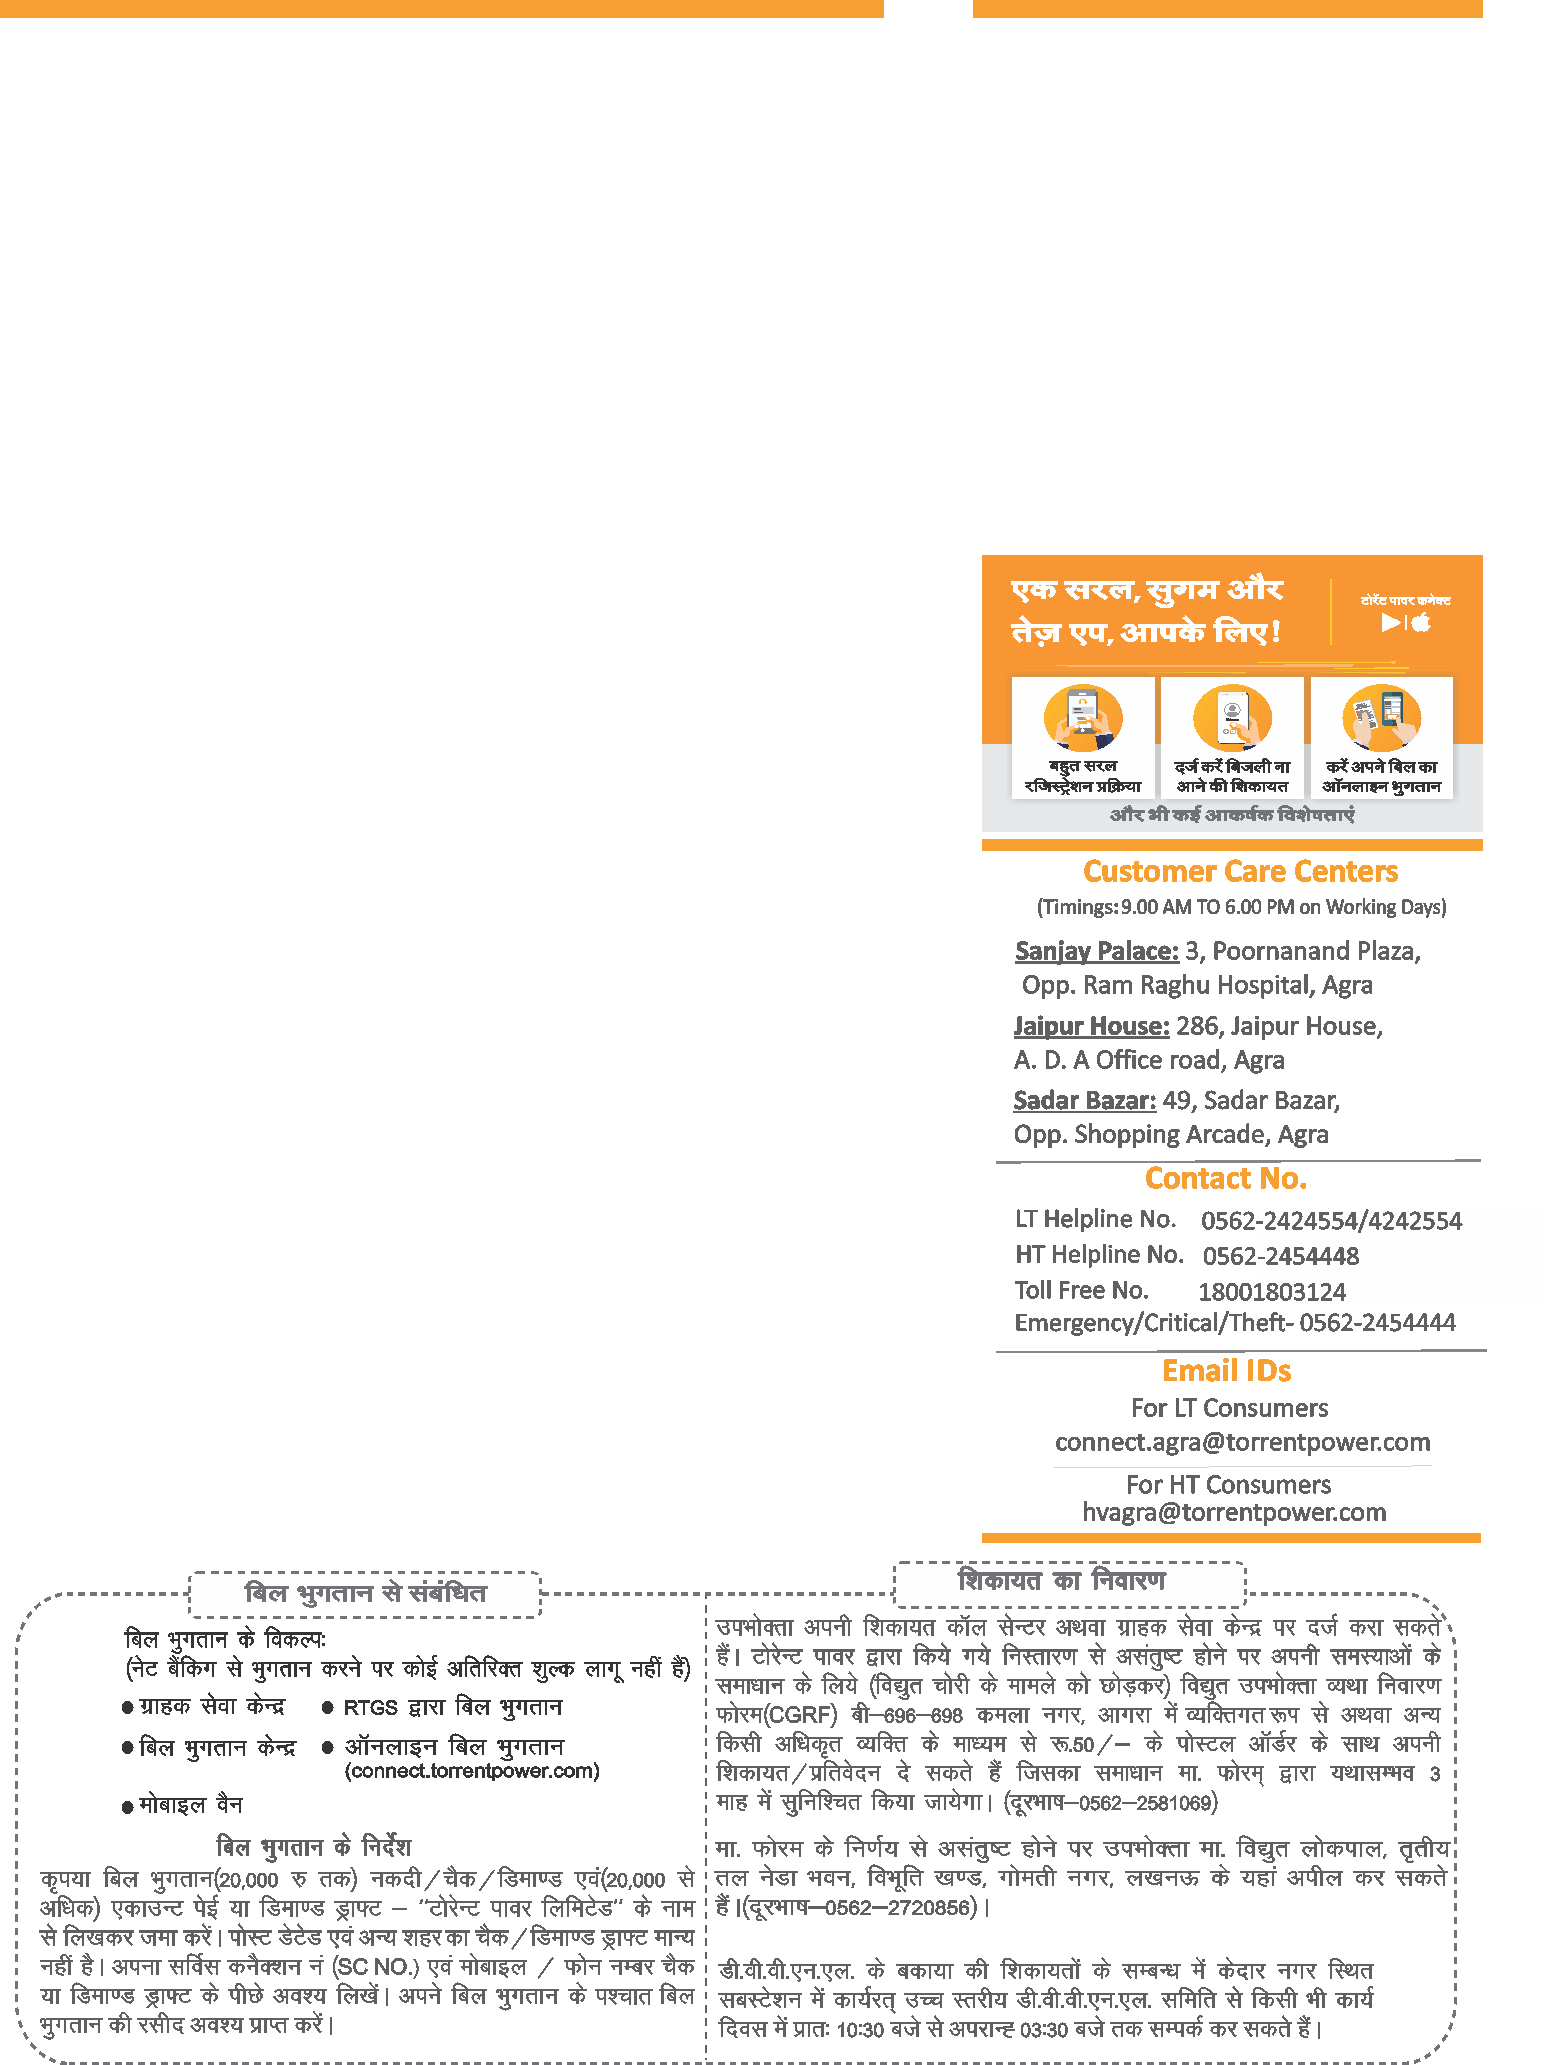 एक सरल, सुगम और
तेज़ एप, आपके लिए!
टोरेंट पावर कनेक्ट
बहुत सरल
रजिस्ट्रेशन प्रक्रिया
दर्ज करें बिजली ना
आने की शिकायत
करें अपने बिल का
ऑनलाइन भुगतान
और भी कई आकर्षक विशेषताएं
Customer Care Centers
(Timings: 9.00 AM TO 6.00 PM on Working Days)
Sanjay Palace: 3, Poornanand Plaza,
Opp. Ram Raghu Hospital, Agra
Jaipur House: 286, Jaipur House,
A. D. A Office road, Agra
Sadar Bazar: 49, Sadar Bazar,
Opp. Shopping Arcade, Agra
Contact No.
LT Helpline No. 0562-2424554/4242554
HT Helpline No. 0562-2454448
Toll Free No. 18001803124
Emergency/Critical/Theft- 0562-2454444
Email IDs
For LT Consumers
connect.agra@torrentpower.com
For HT Consumers
hvagra@torrentpower.com
बिल भुगतान से संबंधित
बिल भुगतान के विकल्प:
(नेट बैंकिग से भुगतान करने पर कोई अतिरिक्त शुल्क लागू नहीं हैं)
● ग्राहक सेवा केन्द्र ● RTGS द्वारा बिल भुगतान
● बिल भुगतान केन्द्र ● ऑनलाइन बिल भुगतान
(connect.torrentpower.com)
● मोबाइल वैन
बिल भुगतान के निर्देश
कृपया बिल भुगतान(20,000 रु तक) नकदी/चैक/डिमाण्ड एवं(20,000 से
अधिक) एकाउन्ट पेई या डिमाण्ड ड्राफ्ट – “टोरेन्ट पावर लिमिटेड” के नाम
से लिखकर जमा करें। पोस्ट डेटेड एवं अन्य शहर का चैक/डिमाण्ड ड्राफ्ट मान्य
नहीं है। अपना सर्विस कनैक्शन नं (SC NO.) एवं मोबाइल / फोन नम्बर चैक
या डिमाण्ड ड्राफ्ट के पीछे अवश्य लिखें। अपने बिल भुगतान के पश्चात बिल
भुगतान की रसीद अवश्य प्राप्त करें।
शिकायत का निवारण
उपभोक्ता अपनी शिकायत कॉल सेन्टर अथवा ग्राहक सेवा केन्द्र पर दर्ज करा सकते
हैं। टोरेन्ट पावर द्वारा किये गये निस्तारण से असंतुष्ट होने पर अपनी समस्याओं के
समाधान के लिये (विद्युत चोरी के मामले को छोड़कर) विद्युत उपभोक्ता व्यथा निवारण
फोरम(CGRF) बी–696–698 कमला नगर, आगरा में व्यक्तिगत रूप से अथवा अन्य
किसी अधिकृत व्यक्ति के माध्यम से रू.50/– के पोस्टल ऑर्डर के साथ अपनी
शिकायत/प्रतिवेदन दे सकते हैं जिसका समाधान मा. फोरम् द्वारा यथासम्भव 3
माह में सुनिश्चित किया जायेगा। (दूरभाष–0562–2581069)
मा. फोरम के निर्णय से असंतुष्ट होने पर उपभोक्ता मा. विद्युत लोकपाल, तृतीय
तल नेडा भवन, विभूति खण्ड, गोमती नगर, लखनऊ के यहां अपील कर सकते
हैं।(दूरभाष–0562–2720856)।
डी.वी.वी.एन.एल. के बकाया की शिकायतों के सम्बन्ध में केदार नगर स्थित
सबस्टेशन में कार्यरत् उच्च स्तरीय डी.वी.वी.एन.एल. समिति से किसी भी कार्य
दिवस में प्रातः 10:30 बजे से अपरान्ह 03:30 बजे तक सम्पर्क कर सकते हैं।